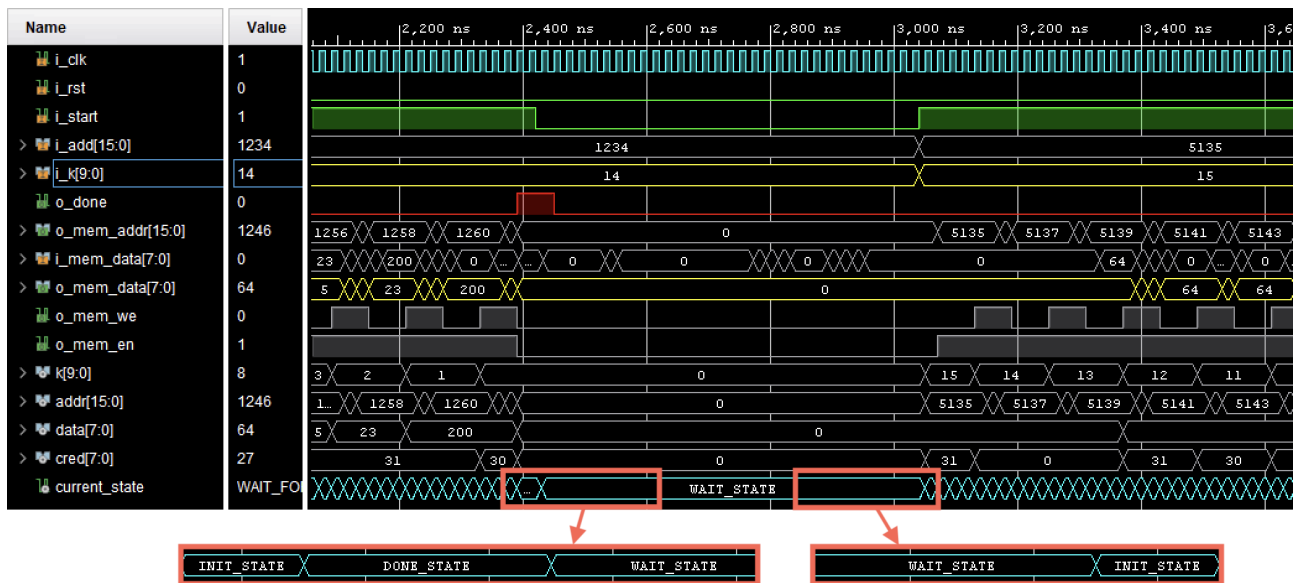 Name Value 2,200 ns 2,400 ns 2,600 ns 2,800 ns 3,000 ns 3,200 ns 3,400 ns 3,6
i_clk 1
i_rst 0
i_start 1
> i_add[15:0] 1234 1234 5135
> i_k[9:0] 14 14 15
o_done 0
> o_mem_addr[15:0] 1246 1256 1258 1260 0 5135 5137 5139 5141 5143
> i_mem_data[7:0] 0 23 200 0 ... ... 0 0 0 0 64 0 ... 0
> o_mem_data[7:0] 64 5 23 200 0 64 64
o_mem_we 0
o_mem_en 1
> k[9:0] 8 3 2 1 0 15 14 13 12 11
> addr[15:0] 1246 1... 1258 1260 0 5135 5137 5139 5141 5143
> data[7:0] 64 5 23 200 0
> cred[7:0] 27 31 30 0 31 0 31 30
current_state WAIT_FO ... WAIT_STATE
INIT_STATE DONE_STATE WAIT_STATE WAIT_STATE INIT_STATE